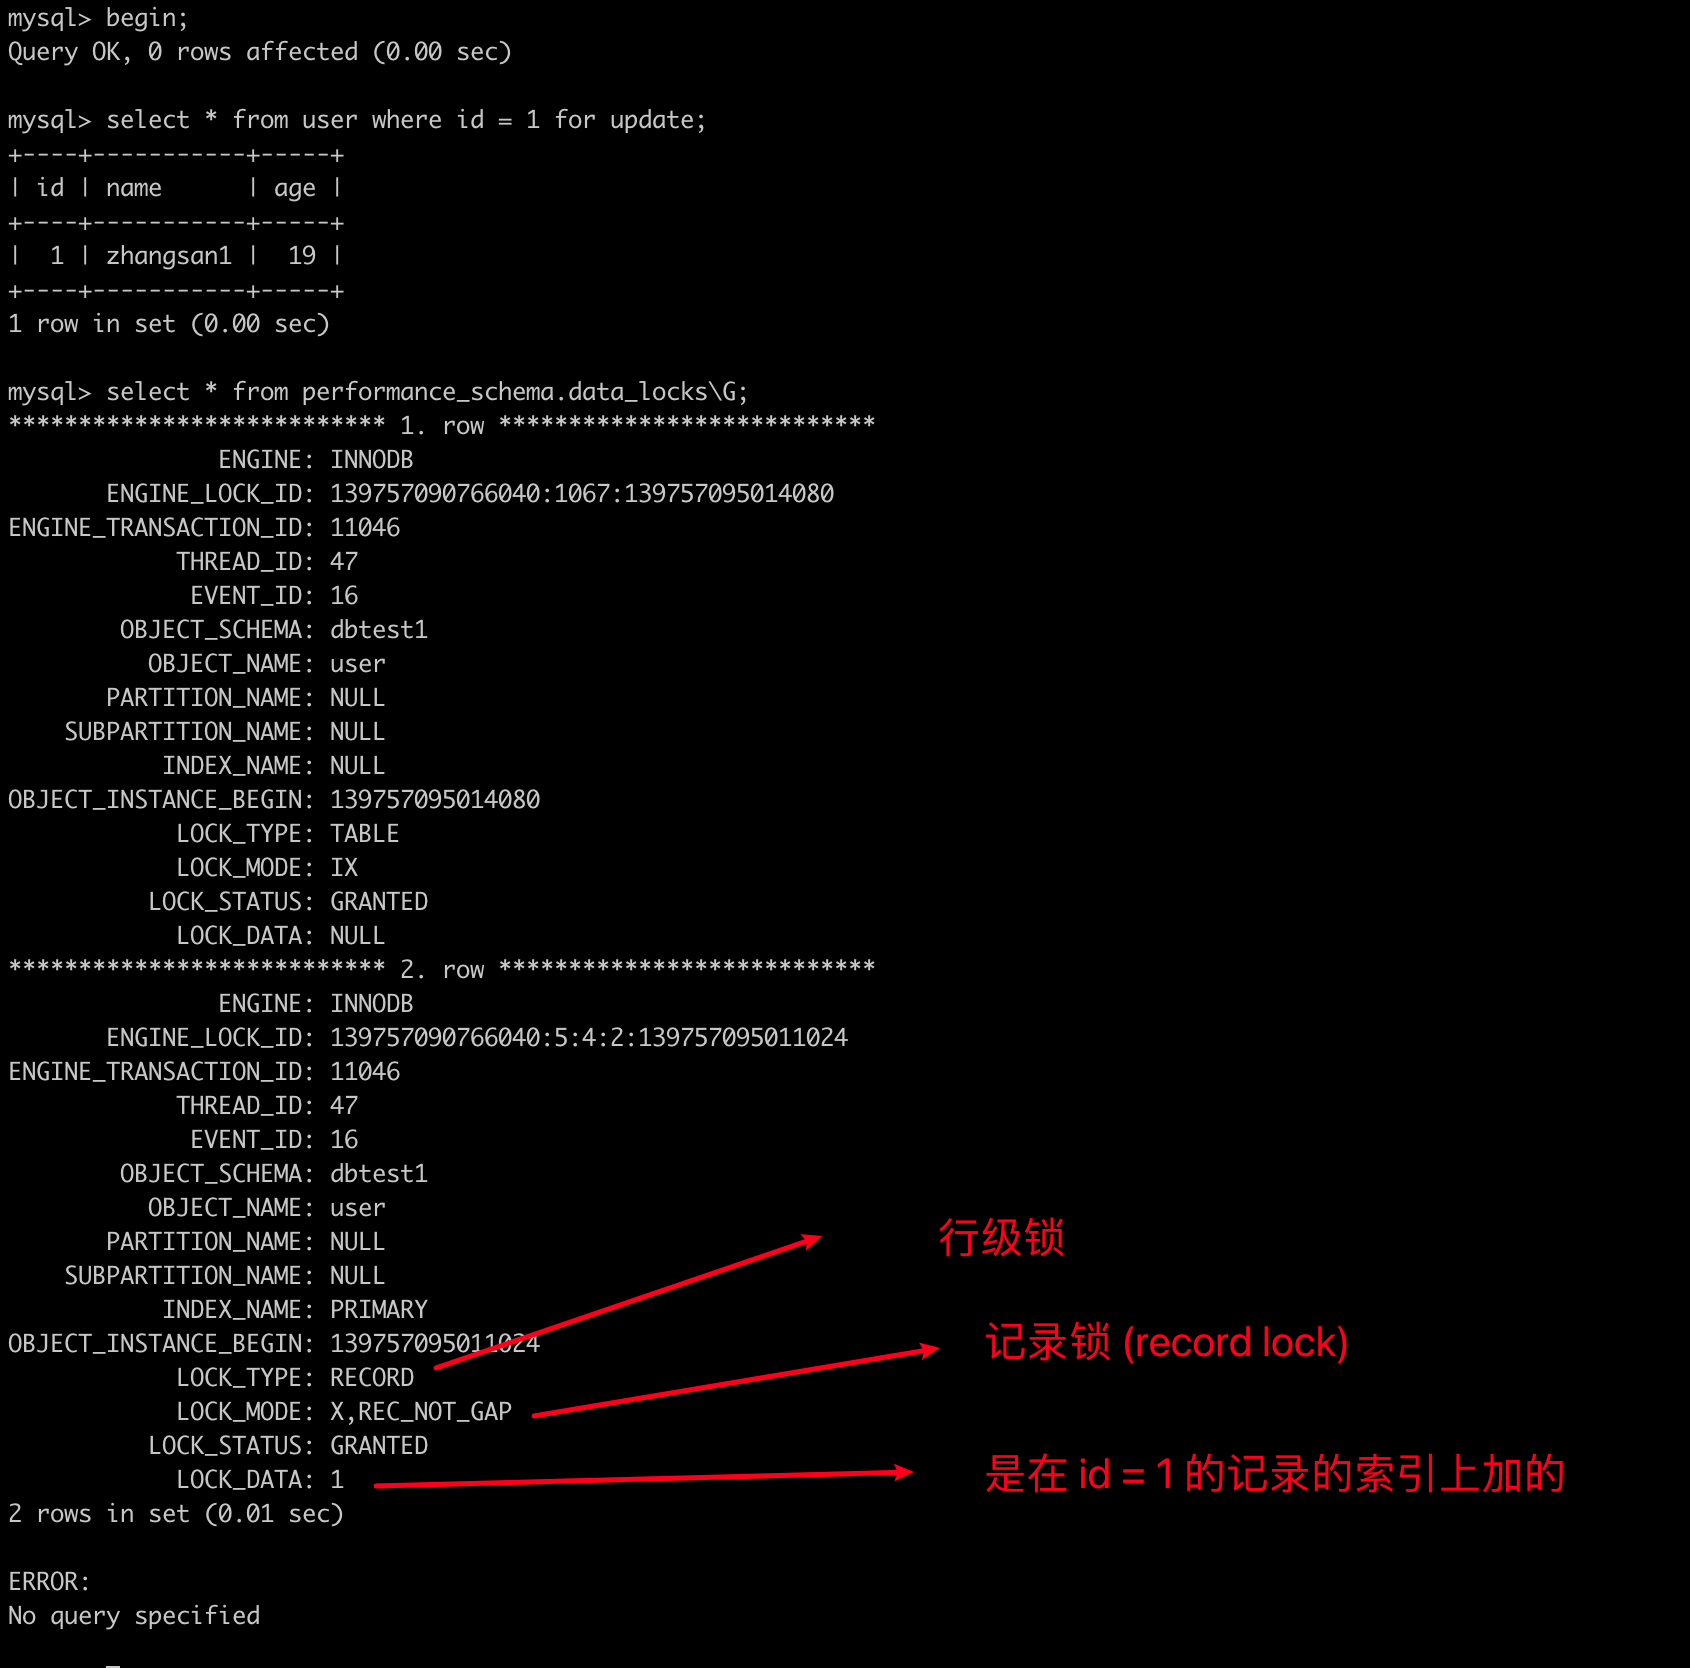 mysql> begin;
Query OK, 0 rows affected (0.00 sec)
mysql> select * from user where id = 1 for update;
+----+-----------+-----+
| id | name      | age |
+----+-----------+-----+
|  1 | zhangsan1 |  19 |
+----+-----------+-----+
1 row in set (0.00 sec)
mysql> select * from performance_schema.data_locks\G;
*************************** 1. row ***************************
ENGINE: INNODB
ENGINE_LOCK_ID: 139757090766040:1067:139757095014080
ENGINE_TRANSACTION_ID: 11046
THREAD_ID: 47
EVENT_ID: 16
OBJECT_SCHEMA: dbtest1
OBJECT_NAME: user
PARTITION_NAME: NULL
SUBPARTITION_NAME: NULL
INDEX_NAME: NULL
OBJECT_INSTANCE_BEGIN: 139757095014080
LOCK_TYPE: TABLE
LOCK_MODE: IX
LOCK_STATUS: GRANTED
LOCK_DATA: NULL
*************************** 2. row ***************************
ENGINE: INNODB
ENGINE_LOCK_ID: 139757090766040:5:4:2:139757095011024
ENGINE_TRANSACTION_ID: 11046
THREAD_ID: 47
EVENT_ID: 16
OBJECT_SCHEMA: dbtest1
OBJECT_NAME: user
PARTITION_NAME: NULL
SUBPARTITION_NAME: NULL
INDEX_NAME: PRIMARY
OBJECT_INSTANCE_BEGIN: 139757095011024
LOCK_TYPE: RECORD
行级锁
LOCK_MODE: X,REC_NOT_GAP
记录锁 (record lock)
LOCK_STATUS: GRANTED
LOCK_DATA: 1
是在 id = 1 的记录的索引上加的
2 rows in set (0.01 sec)
ERROR:
No query specified